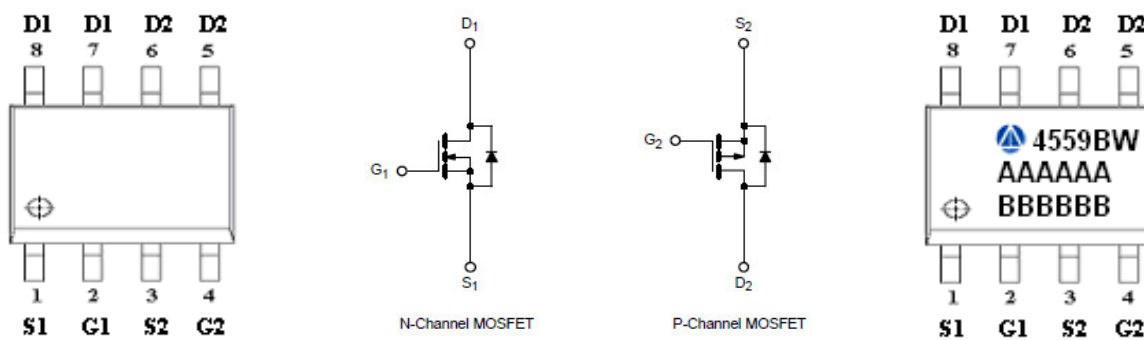 D1 D1 D2 D2
8 7 6 5
1 2 3 4
S1 G1 S2 G2
D1
G1
S1
N-Channel MOSFET
S2
G2
D2
P-Channel MOSFET
D1 D1 D2 D2
8 7 6 5
4559BW
AAAAAA
BBBBBB
1 2 3 4
S1 G1 S2 G2